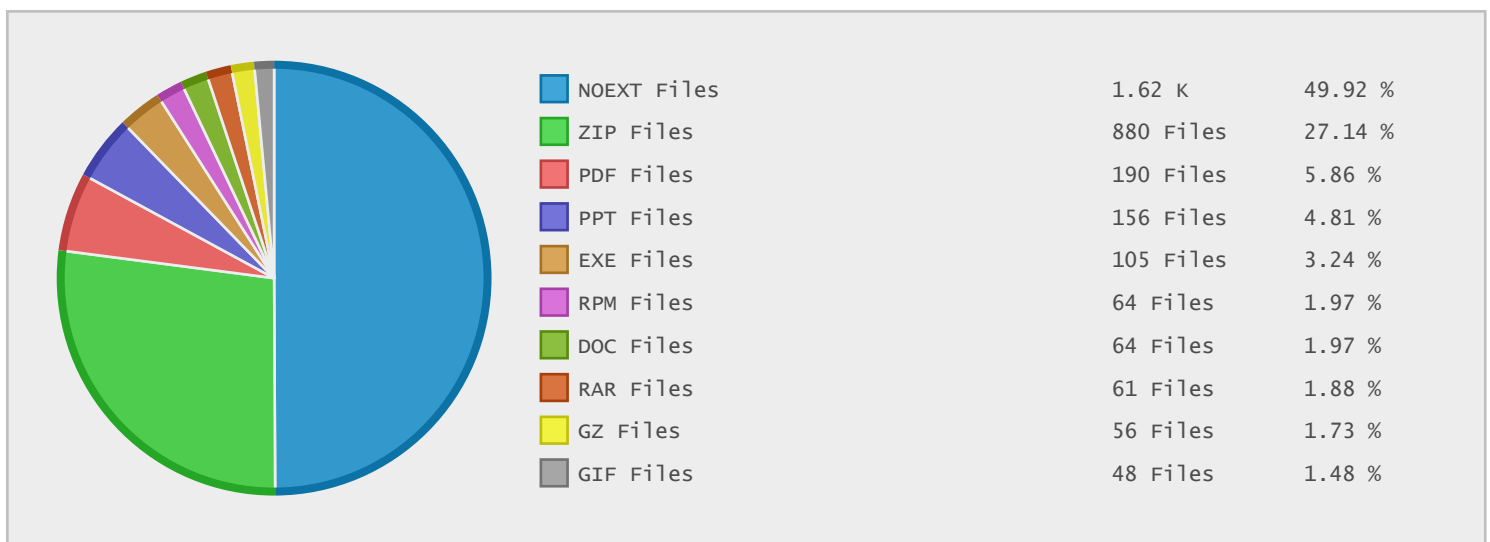 NOEXT Files 1.62 K 49.92 %
ZIP Files 880 Files 27.14 %
PDF Files 190 Files 5.86 %
PPT Files 156 Files 4.81 %
EXE Files 105 Files 3.24 %
RPM Files 64 Files 1.97 %
DOC Files 64 Files 1.97 %
RAR Files 61 Files 1.88 %
GZ Files 56 Files 1.73 %
GIF Files 48 Files 1.48 %